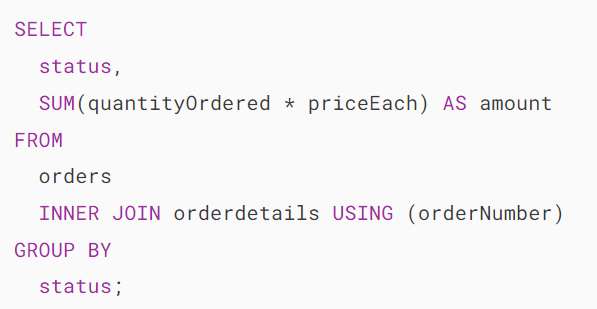 SELECT
  status,
  SUM(quantityOrdered * priceEach) AS amount
FROM
  orders
  INNER JOIN orderdetails USING (orderNumber)
GROUP BY
  status;